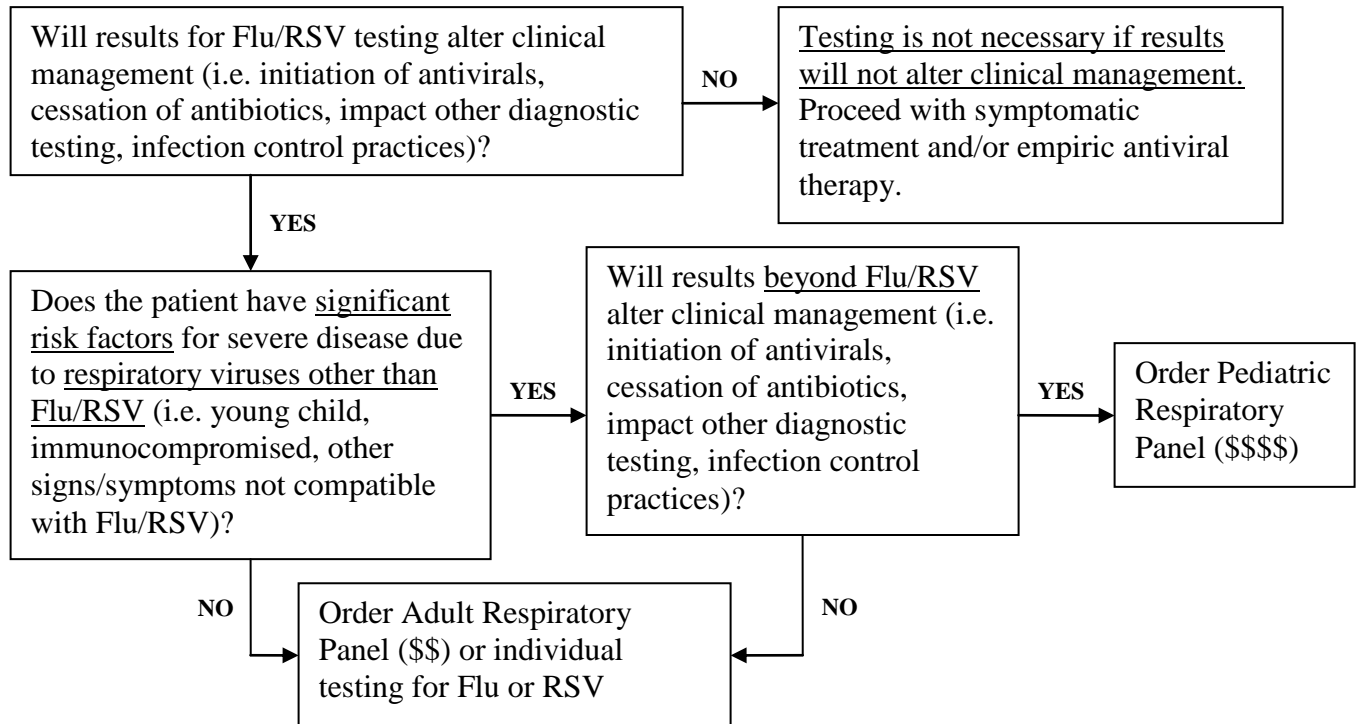 Will results for Flu/RSV testing alter clinical
management (i.e. initiation of antivirals,
cessation of antibiotics, impact other diagnostic
testing, infection control practices)?
NO
Testing is not necessary if results
will not alter clinical management.
Proceed with symptomatic
treatment and/or empiric antiviral
therapy.
YES
Does the patient have significant
risk factors for severe disease due
to respiratory viruses other than
Flu/RSV (i.e. young child,
immunocompromised, other
signs/symptoms not compatible
with Flu/RSV)?
YES
Will results beyond Flu/RSV
alter clinical management (i.e.
initiation of antivirals,
cessation of antibiotics,
impact other diagnostic
testing, infection control
practices)?
YES
Order Pediatric
Respiratory
Panel ($$$$)
NO
Order Adult Respiratory
Panel ($$) or individual
testing for Flu or RSV
NO